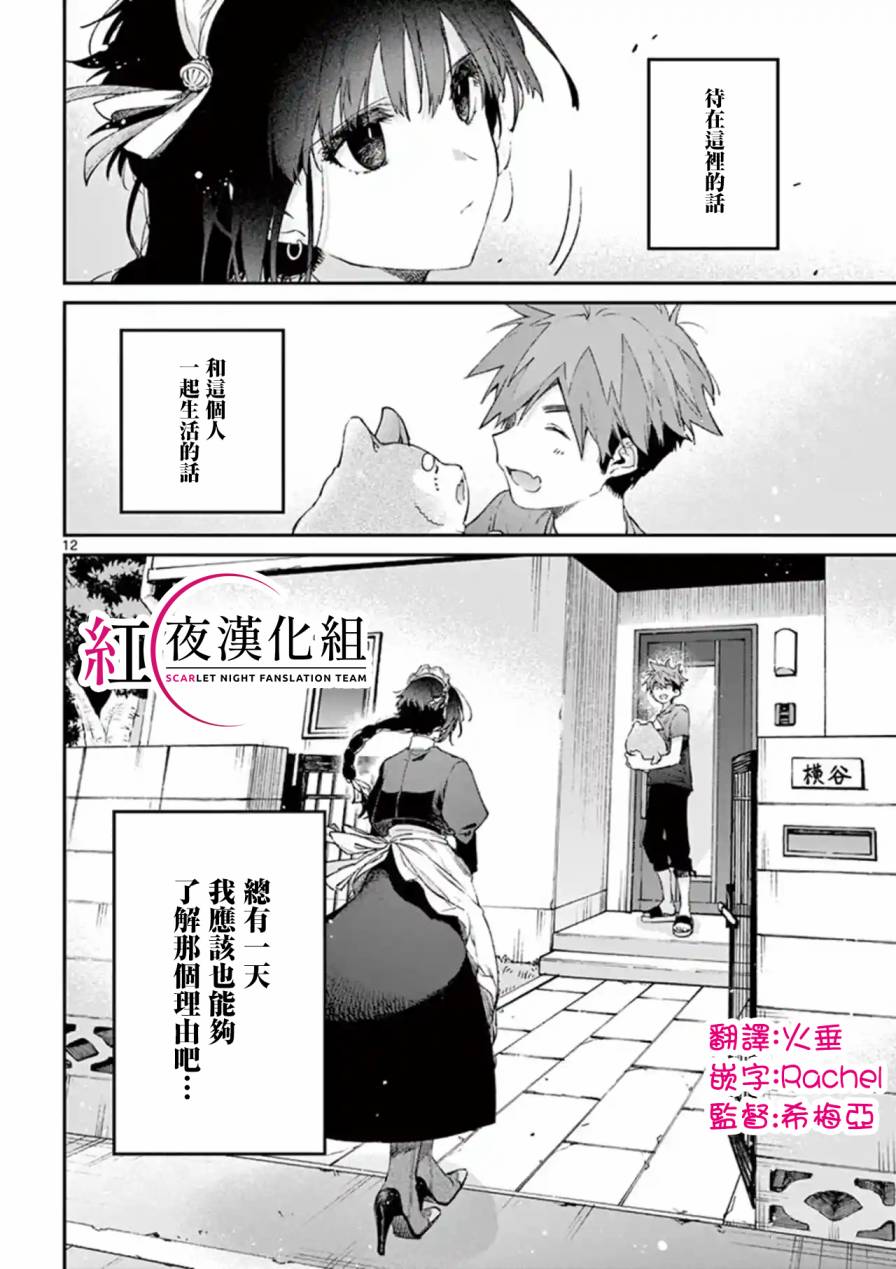 待在這裡的話
和這個人
一起生活的話
12
紅夜漢化組
SCARLET NIGHT FANSLATION TEAM
横谷
總有一天
我應該也能夠
了解那個理由吧…
翻譯:火垂
嵌字:Rachel
監督:希梅亞